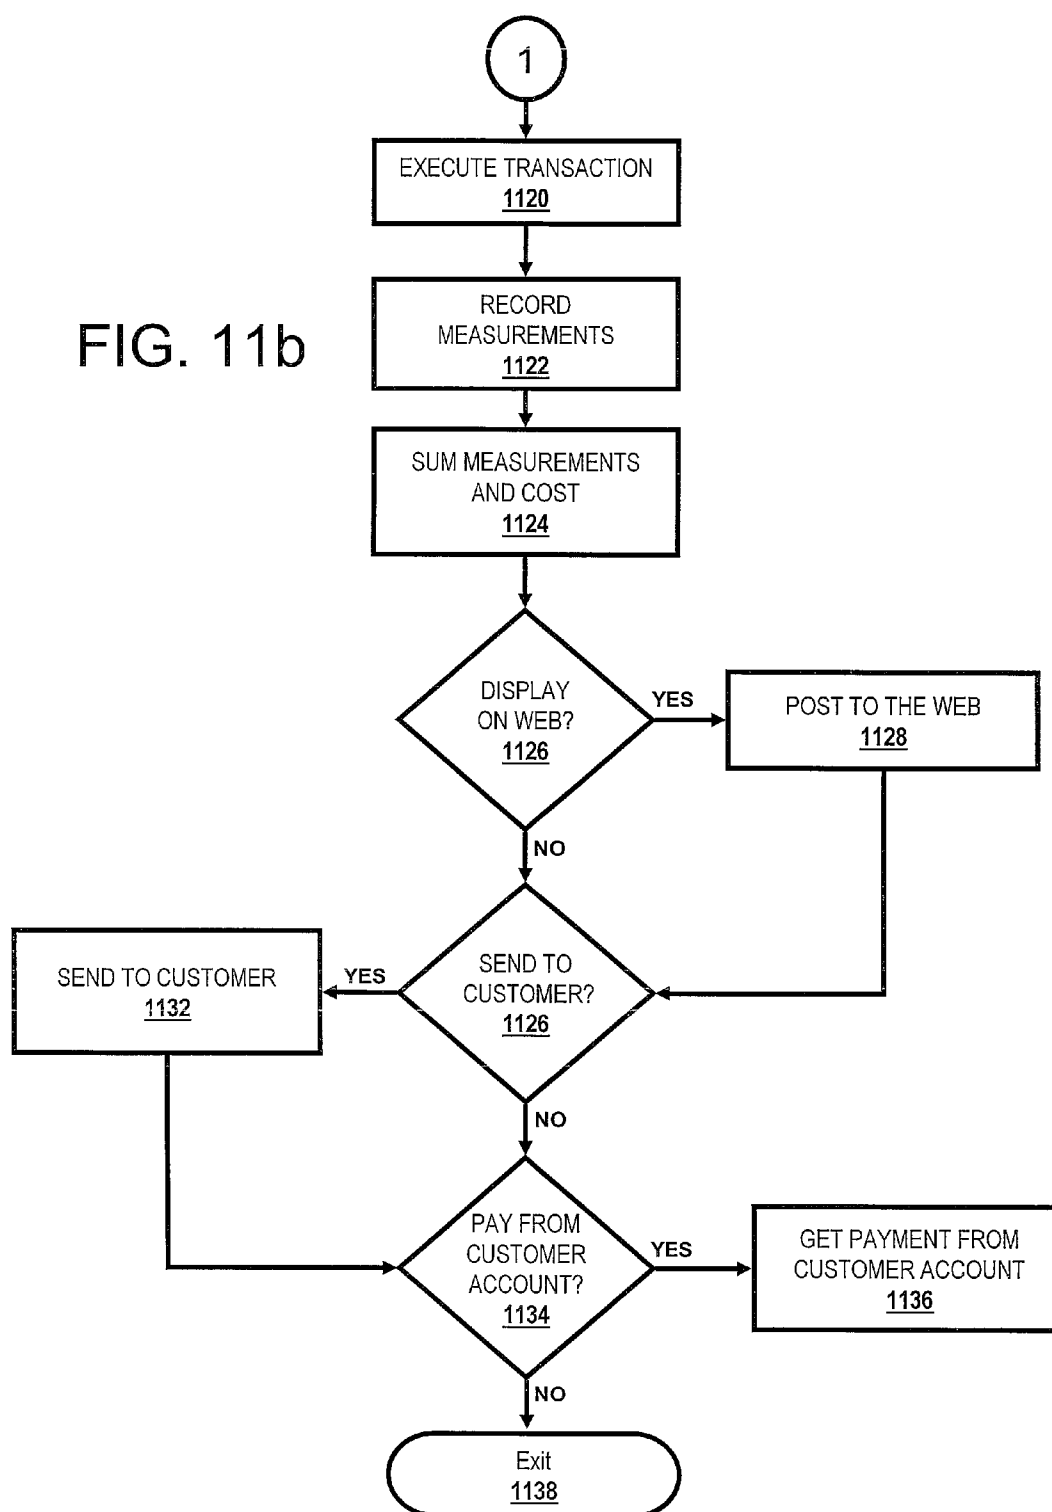 1
EXECUTE TRANSACTION
1120
RECORD
MEASUREMENTS
1122
FIG. 11b
SUM MEASUREMENTS
AND COST
1124
DISPLAY
ON WEB?
1126
YES
POST TO THE WEB
1128
NO
SEND TO CUSTOMER
1132
YES
SEND TO
CUSTOMER?
1126
NO
PAY FROM
CUSTOMER
ACCOUNT?
1134
YES
GET PAYMENT FROM
CUSTOMER ACCOUNT
1136
NO
Exit
1138